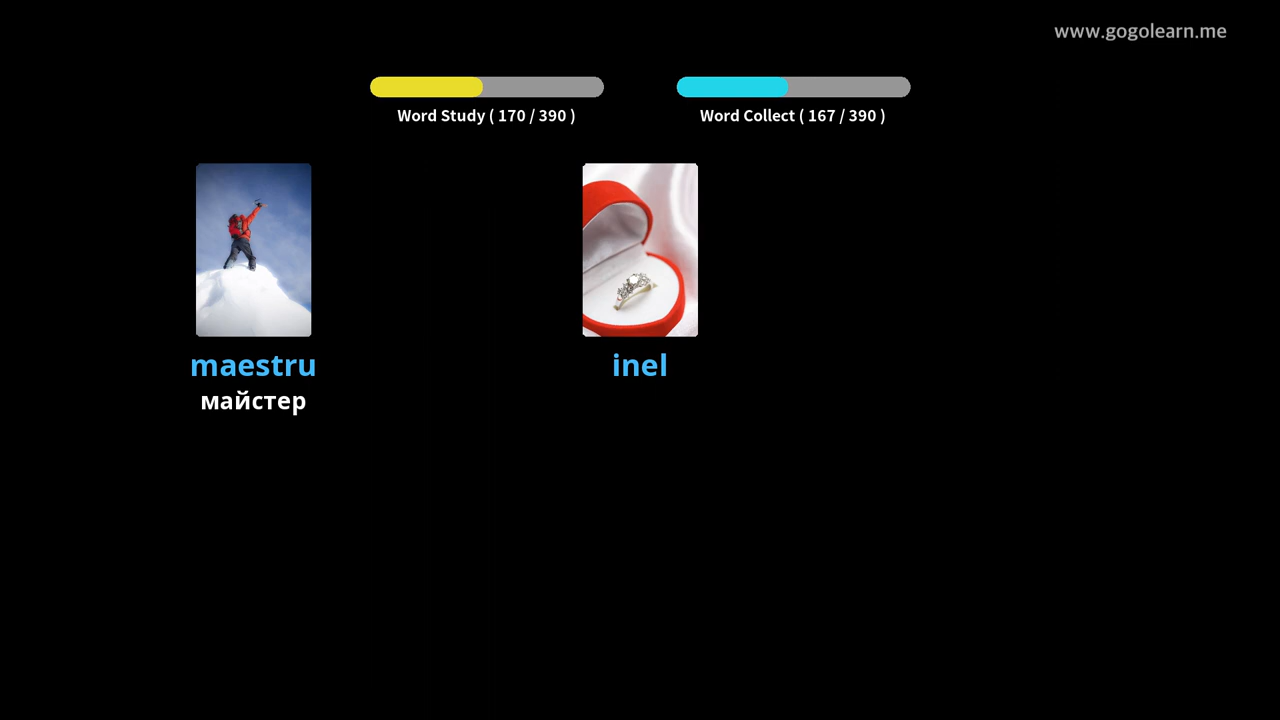 www.gogolearn.me
Word Study ( 170 / 390 )
Word Collect ( 167 / 390 )
maestru
майстер
inel